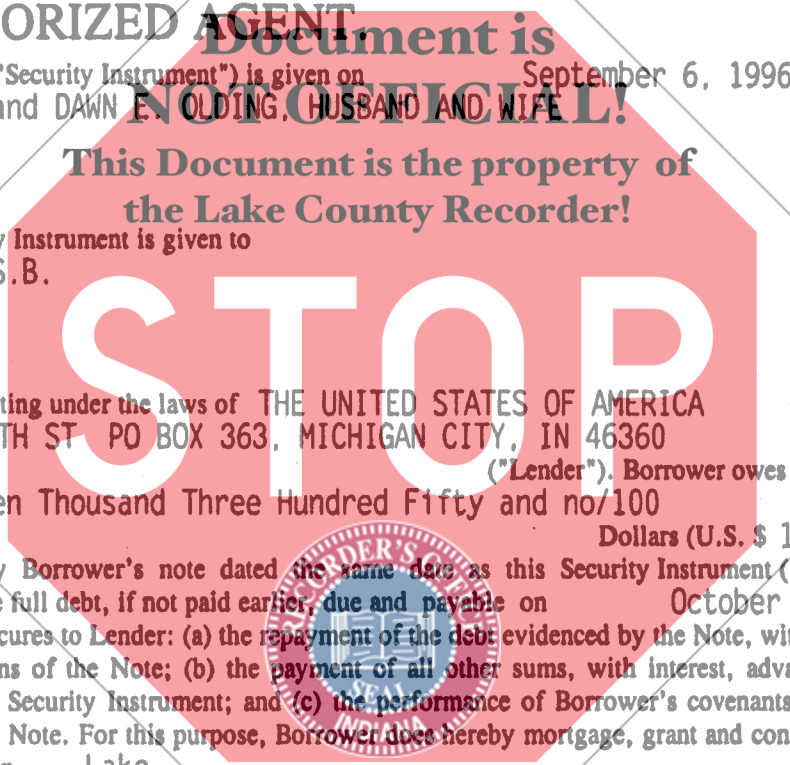 ORIZED AGENT.
Document is
"Security Instrument") is given on September 6, 1996
and DAWN E. OLDING, HUSBAND AND WIFE
NOT OFFICIAL!
This Document is the property of
the Lake County Recorder!
Instrument is given to
S.B.
STOP
ting under the laws of THE UNITED STATES OF AMERICA
TH ST PO BOX 363, MICHIGAN CITY, IN 46360
("Lender"). Borrower owes
en Thousand Three Hundred Fifty and no/100
Dollars (U.S. $ 1
y Borrower's note dated the same date as this Security Instrument (
e full debt, if not paid earlier, due and payable on October
cures to Lender: (a) the repayment of the debt evidenced by the Note, wit
ns of the Note; (b) the payment of all other sums, with interest, adva
Security Instrument; and (c) the performance of Borrower's covenants
Note. For this purpose, Borrower does hereby mortgage, grant and con
Lake
RECORDER'S OFFICE
SEAL
INDIANA